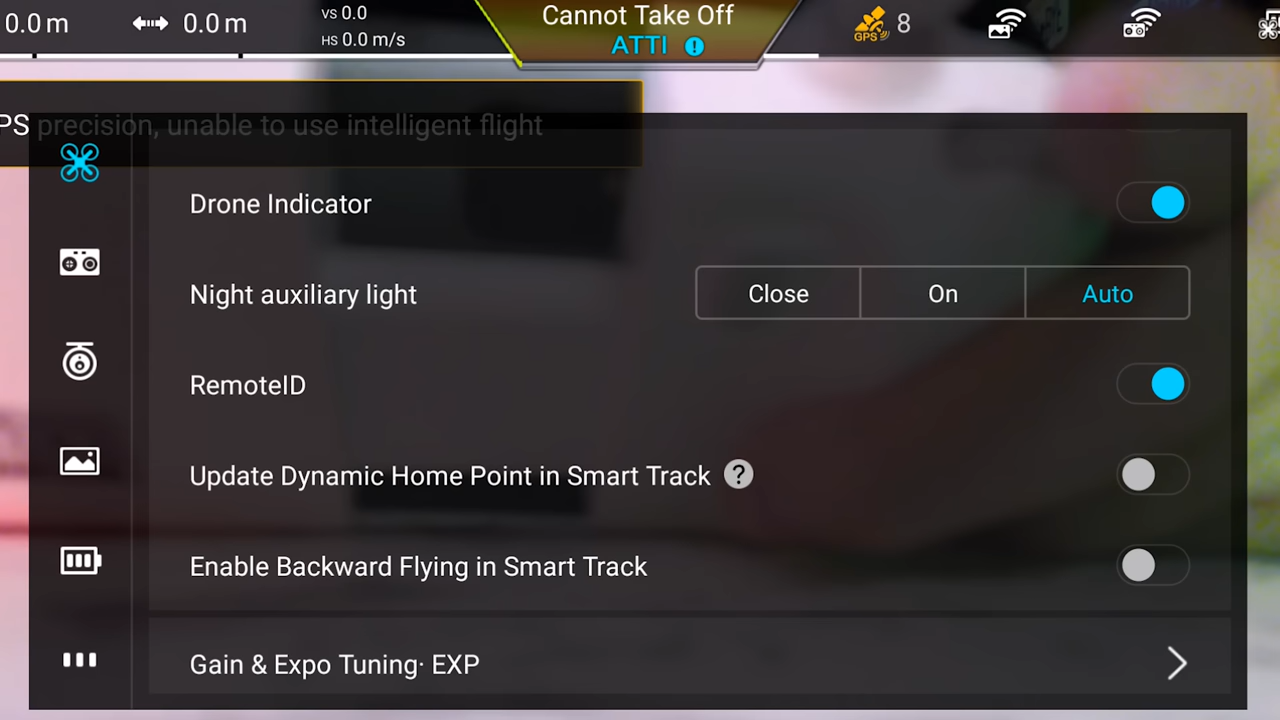 0.0 m 0.0 m
VS 0.0
HS 0.0 m/s
Cannot Take Off
ATTI !
GPS 8
PS precision, unable to use intelligent flight
Drone Indicator
Night auxiliary light Close On Auto
RemoteID
Update Dynamic Home Point in Smart Track ?
Enable Backward Flying in Smart Track
Gain & Expo Tuning· EXP